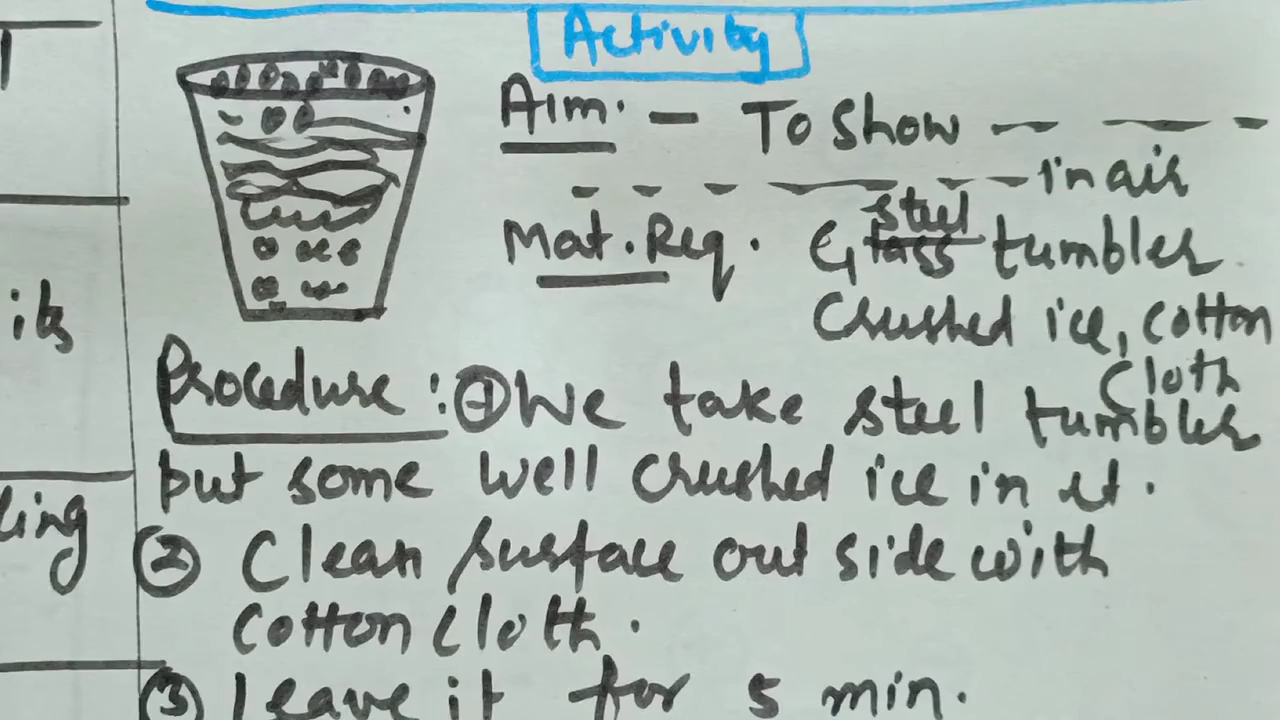 Activity
Aim. - To Show -- -- -
- - - -- - - in air
Mat. Req. Glass steel tumbler
Crushed ice, cotton
cloth
Procedure: ① We take steel tumbler
put some well crushed ice in it.
② Clean surface out side with
cotton cloth.
③ leave it for 5 min.
its
ling